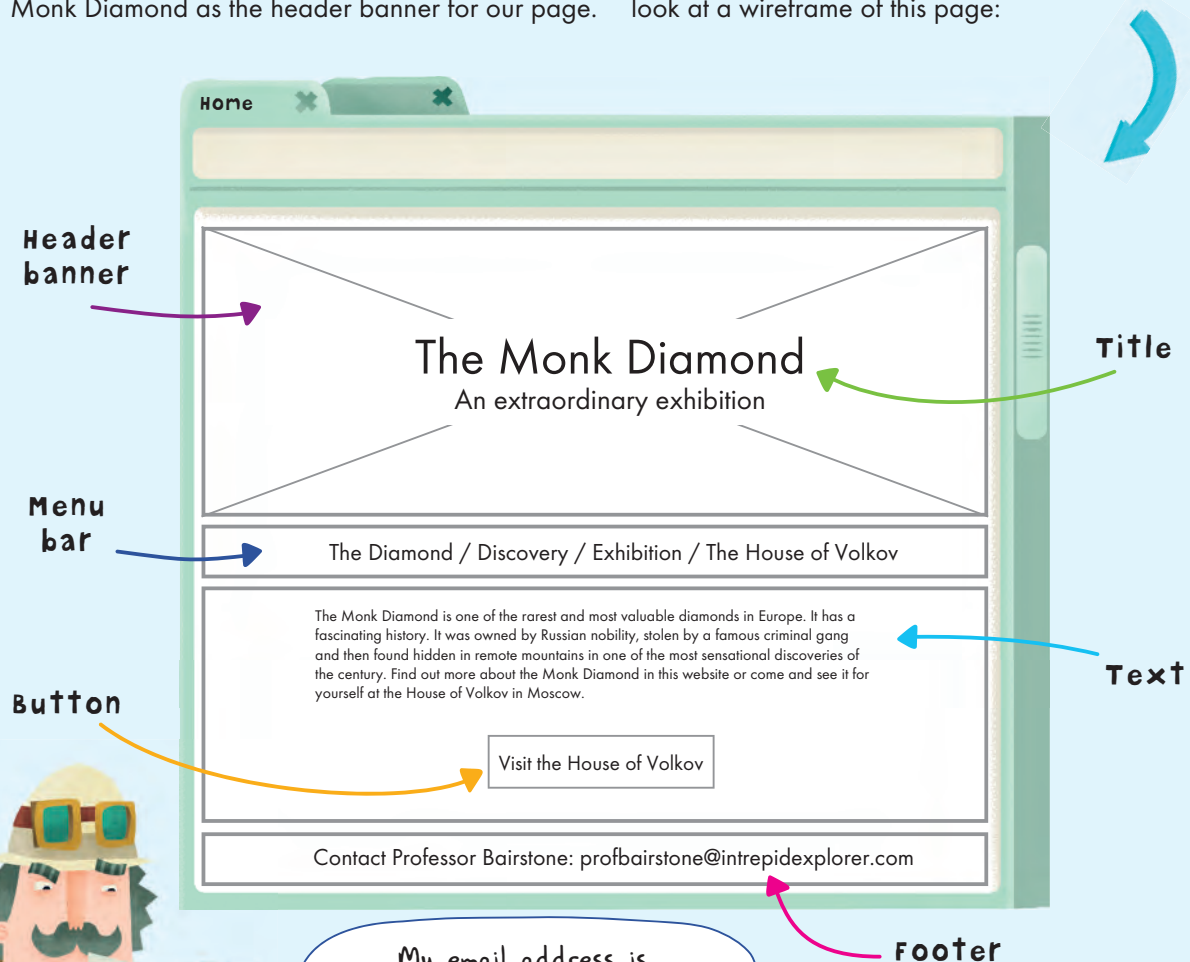 Monk Diamond as the header banner for our page.
look at a wireframe of this page:
Home
Header
banner
The Monk Diamond
An extraordinary exhibition
Title
Menu
bar
The Diamond / Discovery / Exhibition / The House of Volkov
The Monk Diamond is one of the rarest and most valuable diamonds in Europe. It has a
fascinating history. It was owned by Russian nobility, stolen by a famous criminal gang
and then found hidden in remote mountains in one of the most sensational discoveries of
the century. Find out more about the Monk Diamond in this website or come and see it for
yourself at the House of Volkov in Moscow.
Text
Button
Visit the House of Volkov
Contact Professor Bairstone: profbairstone@intrepidexplorer.com
Footer
My email address is